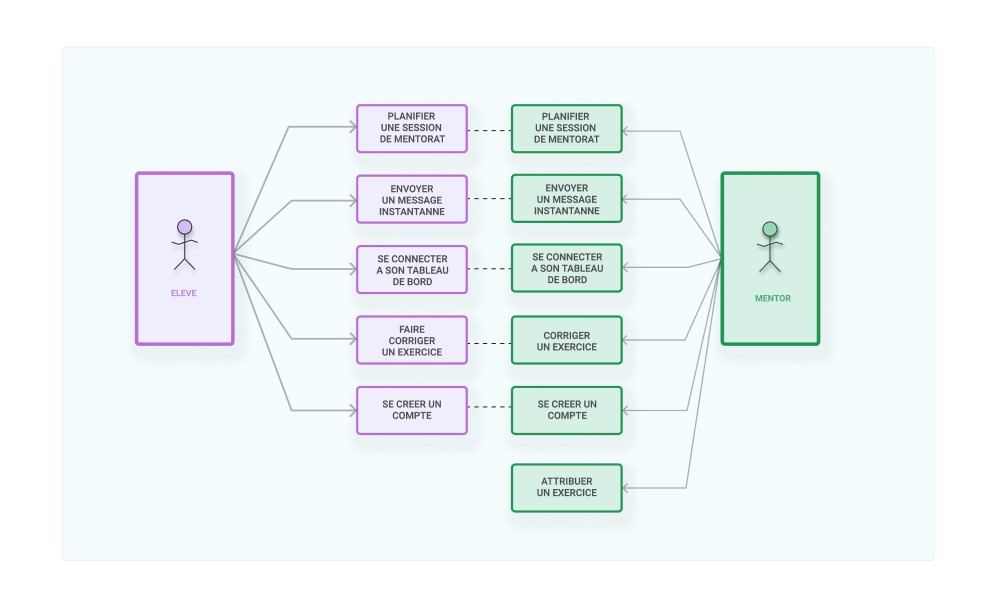 PLANIFIER
UNE SESSION
DE MENTORAT
PLANIFIER
UNE SESSION
DE MENTORAT
ENVOYER
UN MESSAGE
INSTANTANNE
ENVOYER
UN MESSAGE
INSTANTANNE
SE CONNECTER
A SON TABLEAU
DE BORD
SE CONNECTER
A SON TABLEAU
DE BORD
ELEVE
MENTOR
FAIRE
CORRIGER
UN EXERCICE
CORRIGER
UN EXERCICE
SE CREER UN
COMPTE
SE CREER UN
COMPTE
ATTRIBUER
UN EXERCICE